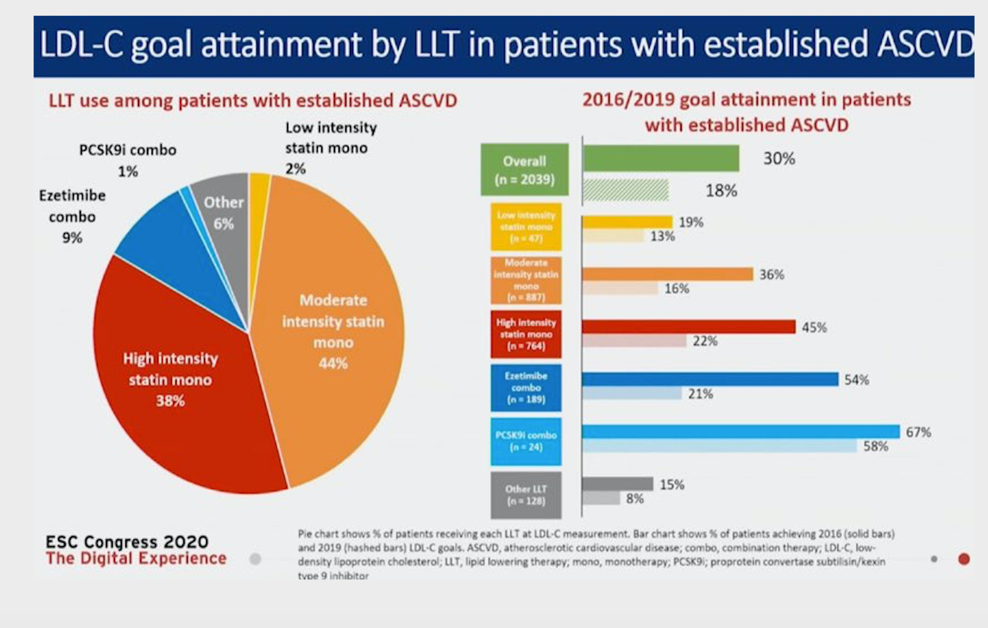 LDL-C goal attainment by LLT in patients with established ASCVD
LLT use among patients with established ASCVD
Low intensity
statin mono
2%
PCSK9i combo
1%
Ezetimibe
combo
9%
Other
6%
Moderate
intensity statin
mono
44%
High intensity
statin mono
38%
2016/2019 goal attainment in patients
with established ASCVD
Overall
(n = 2039)
30%
18%
Low intensity
statin mono
(n = 47)
19%
13%
Moderate
intensity statin
mono
(n = 887)
36%
16%
High intensity
statin mono
(n = 764)
45%
22%
Ezetimibe
combo
(n = 189)
54%
21%
PCSK9i combo
(n = 24)
67%
58%
Other LLT
(n = 128)
15%
8%
ESC Congress 2020
The Digital Experience
Pie chart shows % of patients receiving each LLT at LDL-C measurement. Bar chart shows % of patients achieving 2016 (solid bars)
and 2019 (hashed bars) LDL-C goals. ASCVD, atherosclerotic cardiovascular disease; combo, combination therapy; LDL-C, low-
density lipoprotein cholesterol; LLT, lipid lowering therapy; mono, monotherapy; PCSK9i; proprotein convertase subtilisin/kexin
type 9 inhibitor